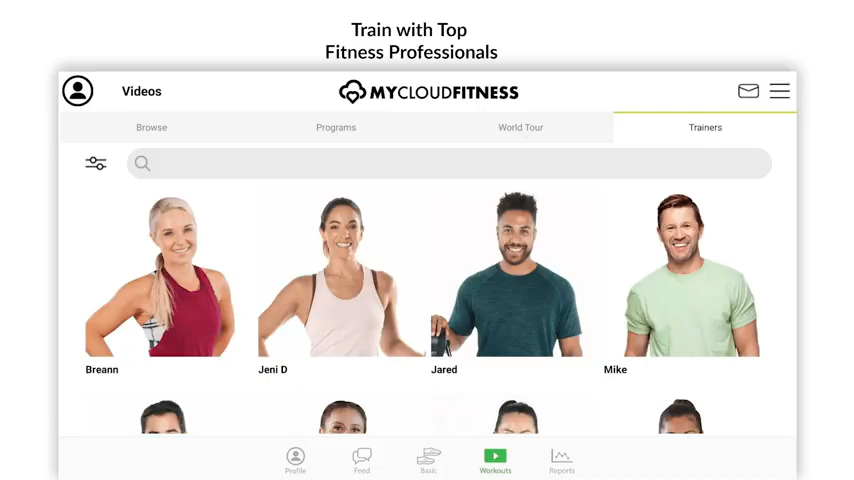 Train with Top
Fitness Professionals
Videos
MYCLOUDFITNESS
Browse
Programs
World Tour
Trainers
Breann
Jeni D
Jared
Mike
Profile
Feed
Basic
Workouts
Reports